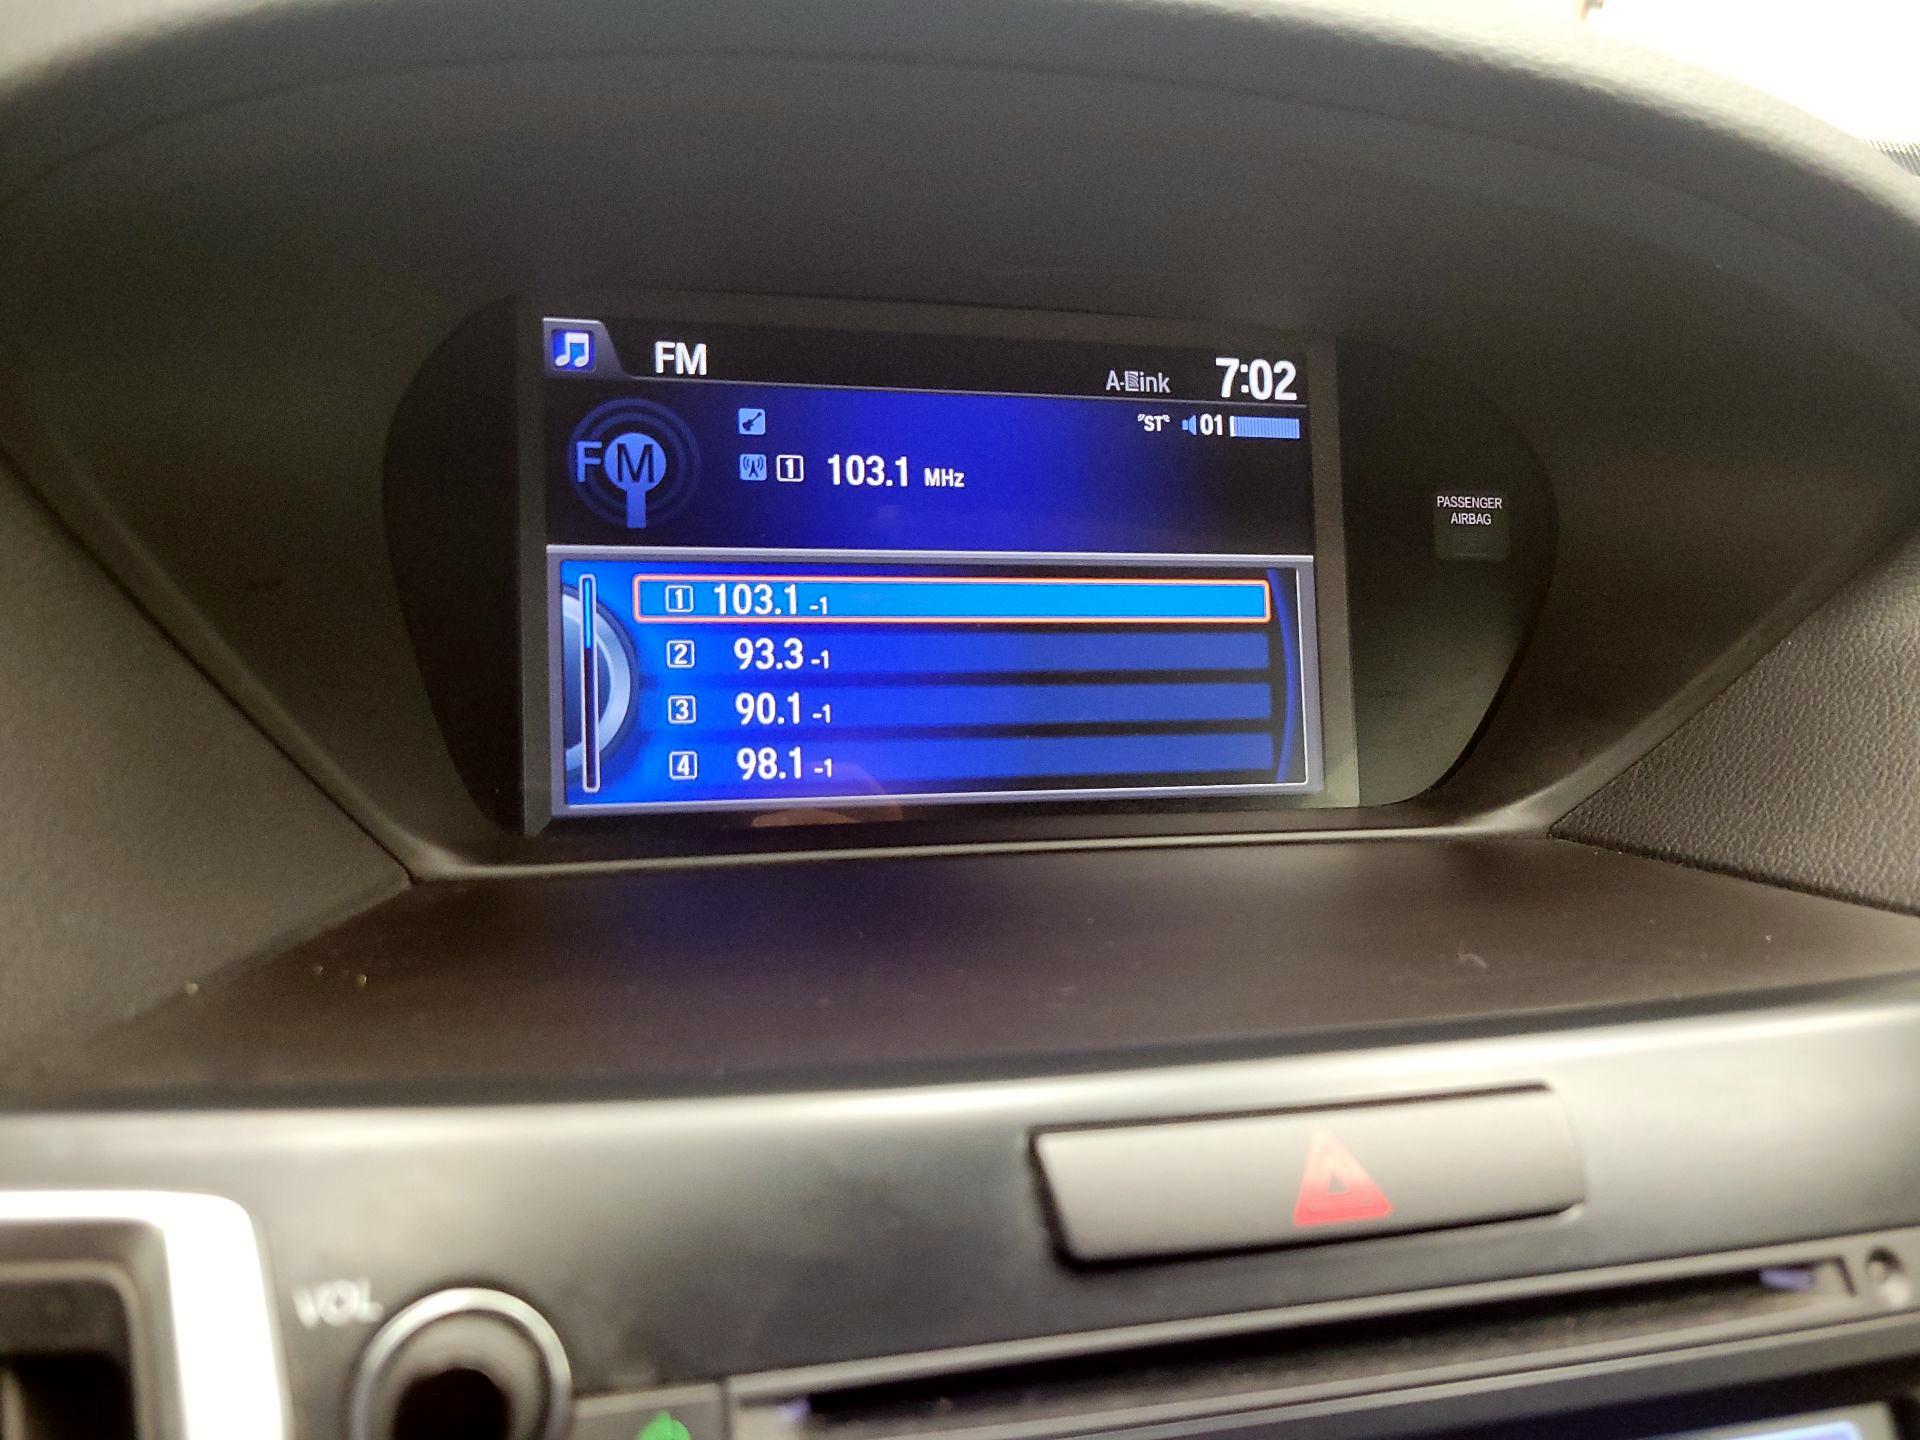 FM
A-Link
7:02
"ST" 01
FM
1 103.1 MHz
PASSENGER
AIRBAG
1 103.1 -1
2 93.3 -1
3 90.1 -1
4 98.1 -1
VOL